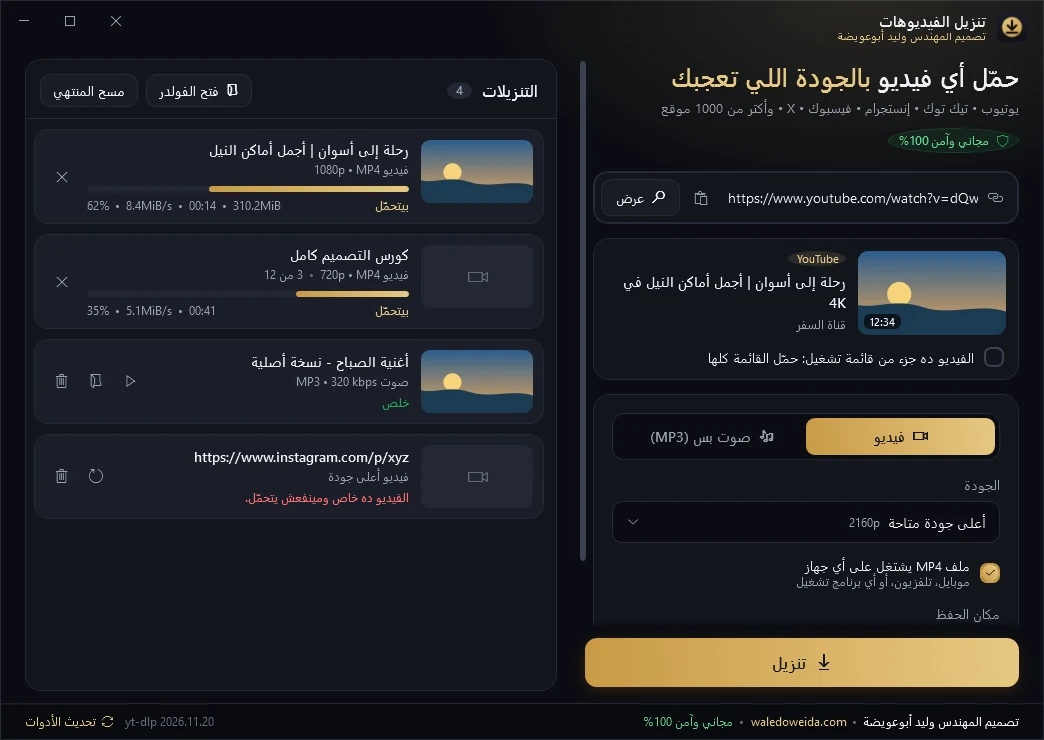 تنزيل الفيديوهات
تصميم المهندس وليد أبوعويضة
حمّل أي فيديو بالجودة اللي تعجبك
يوتيوب • تيك توك • إنستجرام • فيسبوك • X • وأكثر من 1000 موقع
مجاني وآمن 100%
https://www.youtube.com/watch?v=dQw
عرض
YouTube
رحلة إلى أسوان | أجمل أماكن النيل في
4K
قناة السفر
12:34
الفيديو ده جزء من قائمة تشغيل: حمّل القائمة كلها
فيديو
صوت بس (MP3)
الجودة
أعلى جودة متاحة 2160p
ملف MP4 يشتغل على أي جهاز
موبايل، تلفزيون، أو أي برنامج تشغيل
مكان الحفظ
تنزيل
التنزيلات 4
فتح الفولدر
مسح المنتهي
رحلة إلى أسوان | أجمل أماكن النيل
فيديو MP4 • 1080p
بيتحمّل
62% • 8.4MiB/s • 00:14 • 310.2MiB
كورس التصميم كامل
فيديو MP4 • 720p • 3 من 12
بيتحمّل
35% • 5.1MiB/s • 00:41
أغنية الصباح - نسخة أصلية
صوت MP3 • 320 kbps
خلص
https://www.instagram.com/p/xyz
فيديو أعلى جودة
الفيديو ده خاص ومينفعش يتحمّل.
تصميم المهندس وليد أبوعويضة • waledoweida.com • مجاني وآمن 100%
yt-dlp 2026.11.20
تحديث الأدوات